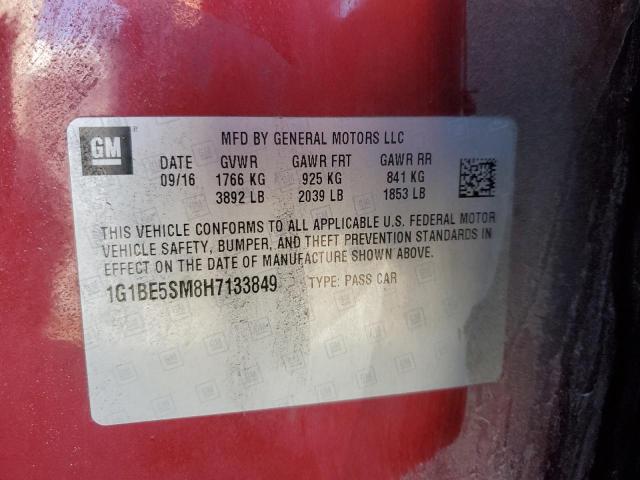 GM
MFD BY GENERAL MOTORS LLC
DATE GVWR GAWR FRT GAWR RR
09/16 1766 KG 925 KG 841 KG
3892 LB 2039 LB 1853 LB
THIS VEHICLE CONFORMS TO ALL APPLICABLE U.S. FEDERAL MOTOR
VEHICLE SAFETY, BUMPER, AND THEFT PREVENTION STANDARDS IN
EFFECT ON THE DATE OF MANUFACTURE SHOWN ABOVE.
1G1BE5SM8H7133849 TYPE: PASS CAR